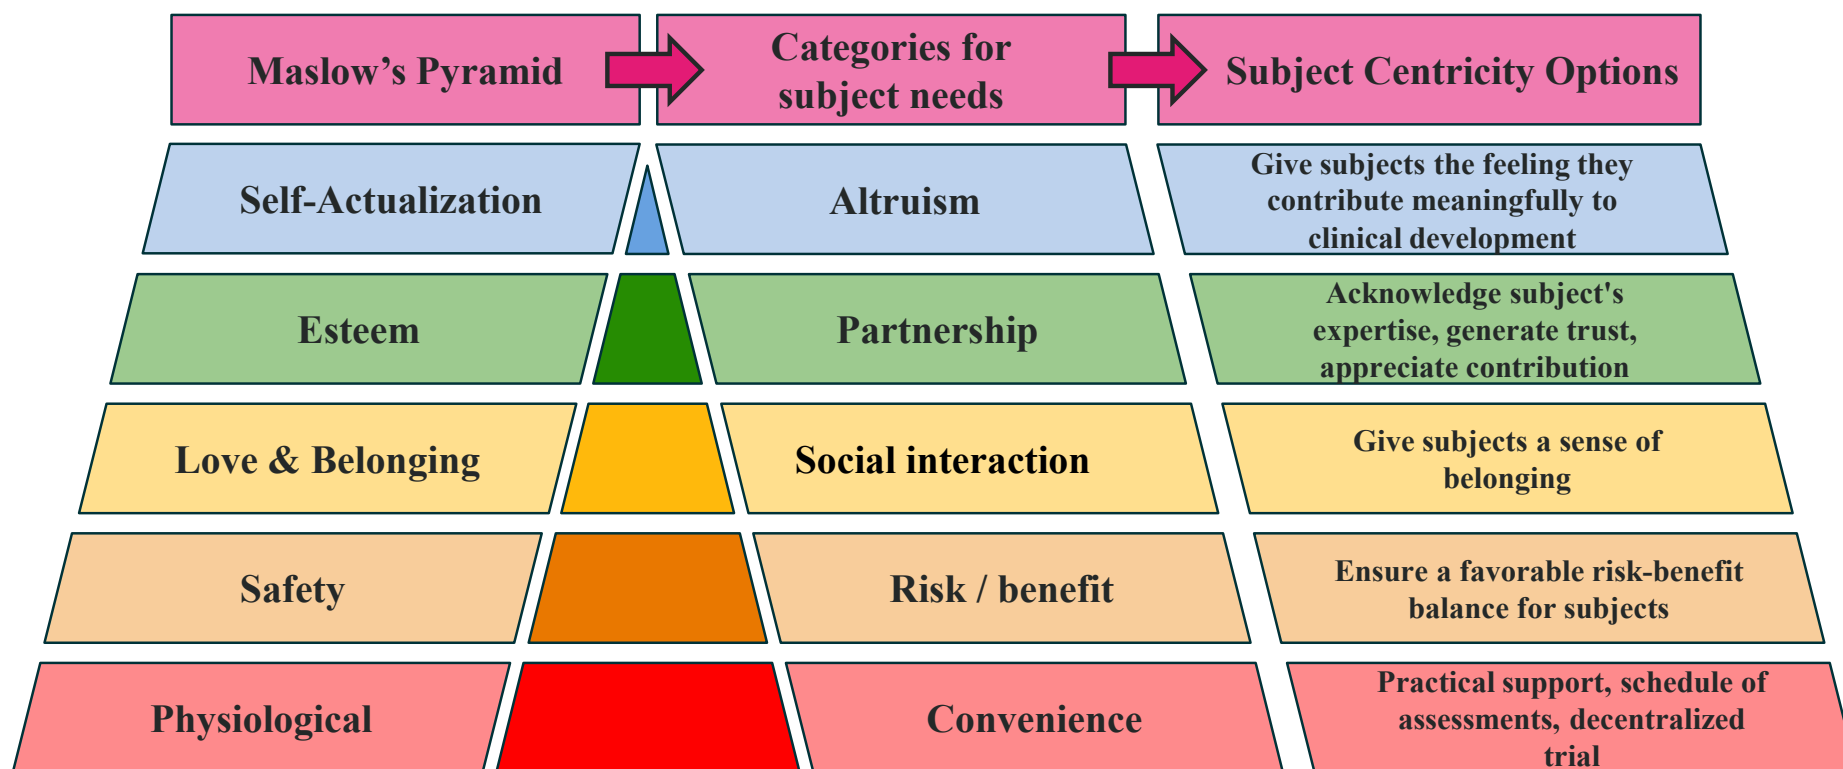 Maslow’s Pyramid
Categories for
subject needs
Subject Centricity Options
Self-Actualization
Altruism
Give subjects the feeling they
contribute meaningfully to
clinical development
Esteem
Partnership
Acknowledge subject's
expertise, generate trust,
appreciate contribution
Love & Belonging
Social interaction
Give subjects a sense of
belonging
Safety
Risk / benefit
Ensure a favorable risk-benefit
balance for subjects
Physiological
Convenience
Practical support, schedule of
assessments, decentralized
trial